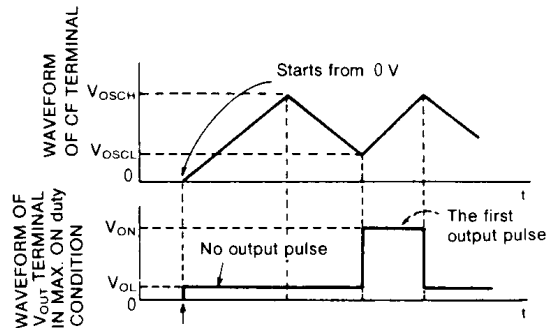 WAVEFORM
OF CF TERMINAL
Starts from 0 V
VOSCH
VOSCL
0
t
WAVEFORM OF
VOUT TERMINAL
IN MAX. ON duty
CONDITION
VON
The first
output pulse
No output pulse
VOL
0
t